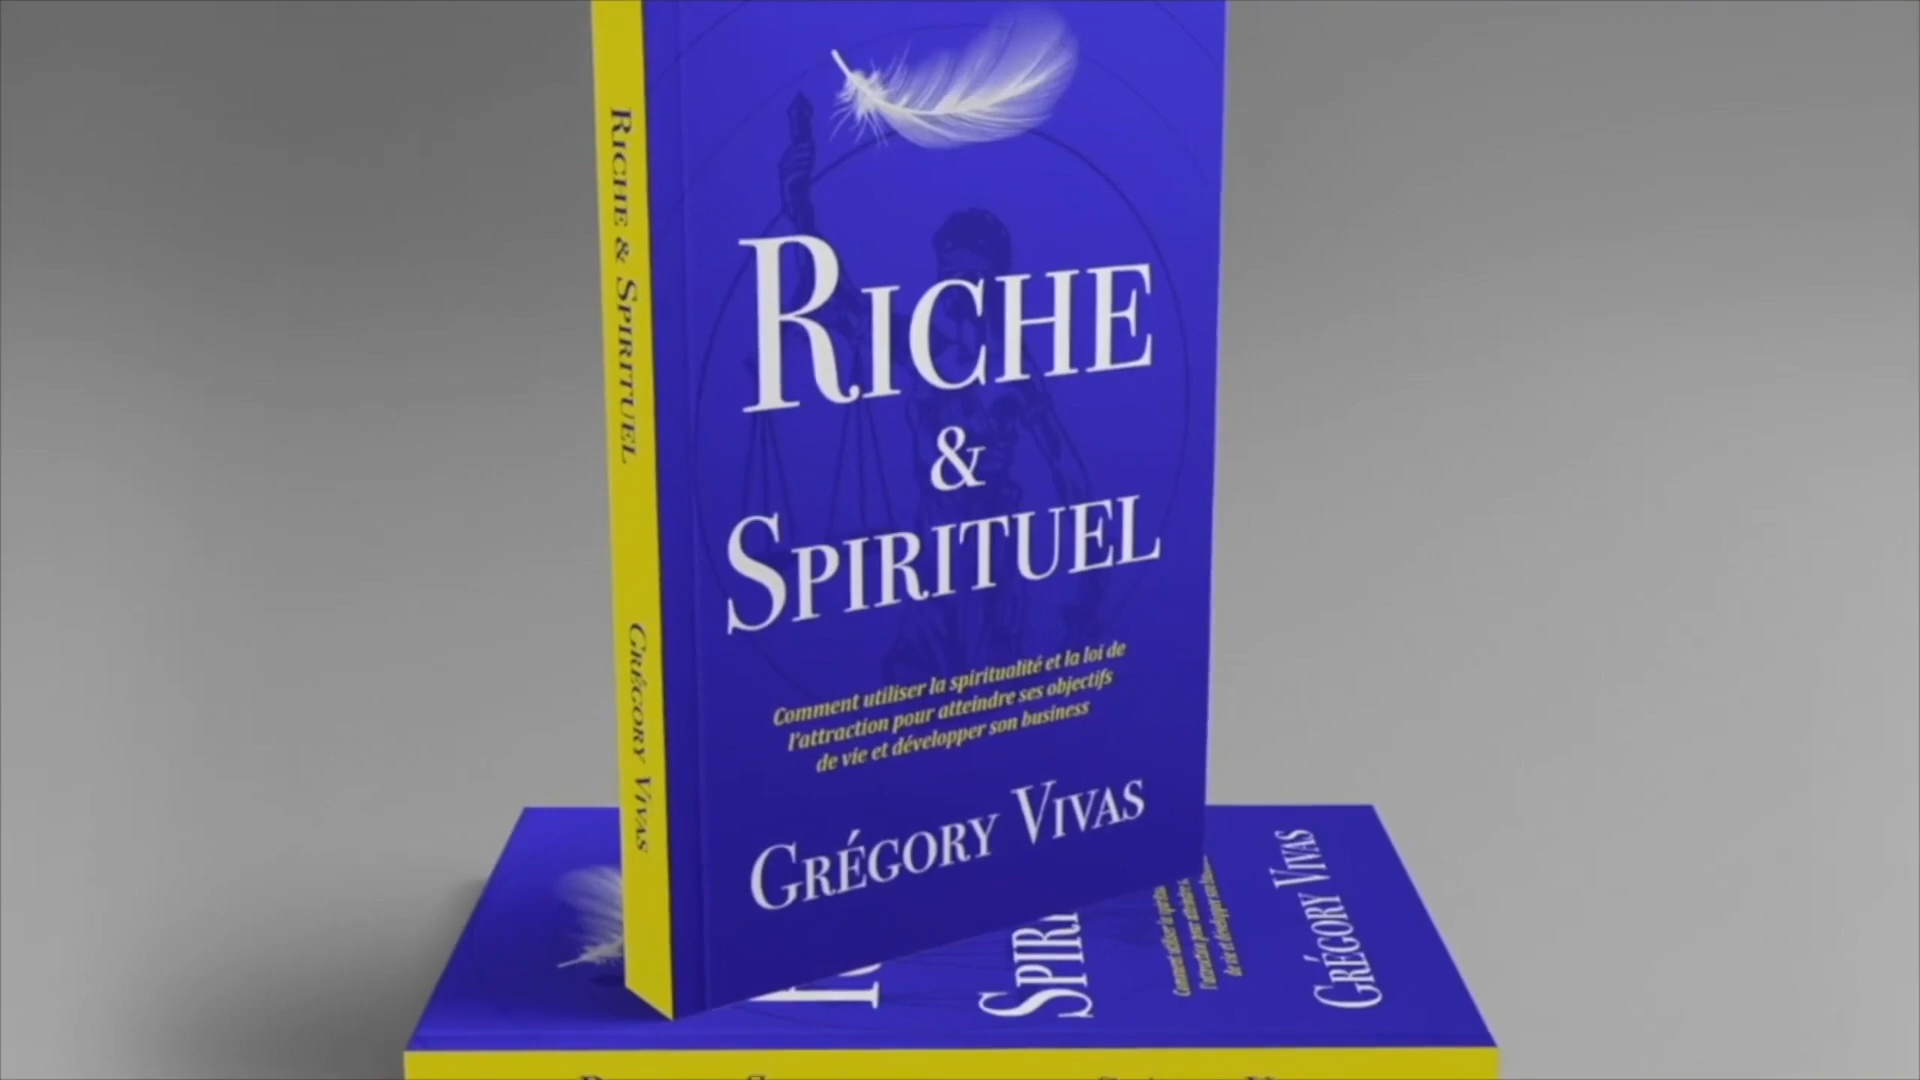 RICHE & SPIRITUEL
GRÉGORY VIVAS
RICHE
&
SPIRITUEL
Comment utiliser la spiritualité et la loi de
l'attraction pour atteindre ses objectifs
de vie et développer son business
GRÉGORY VIVAS
GRÉGORY VIVAS